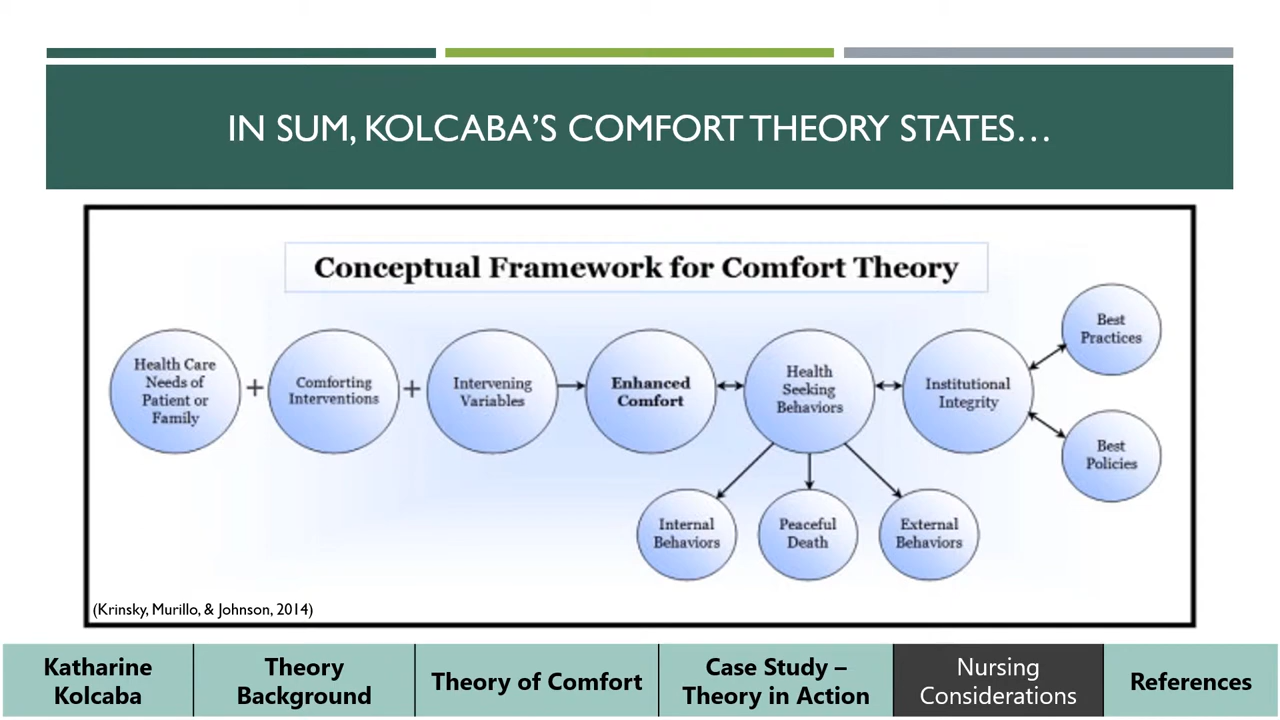 IN SUM, KOLCABA’S COMFORT THEORY STATES…
Conceptual Framework for Comfort Theory
Health Care
Needs of
Patient or
Family
+
Comforting
Interventions
+
Intervening
Variables
Enhanced
Comfort
Health
Seeking
Behaviors
Institutional
Integrity
Best
Practices
Best
Policies
Internal
Behaviors
Peaceful
Death
External
Behaviors
(Krinsky, Murillo, & Johnson, 2014)
Katharine
Kolcaba
Theory
Background
Theory of Comfort
Case Study –
Theory in Action
Nursing
Considerations
References